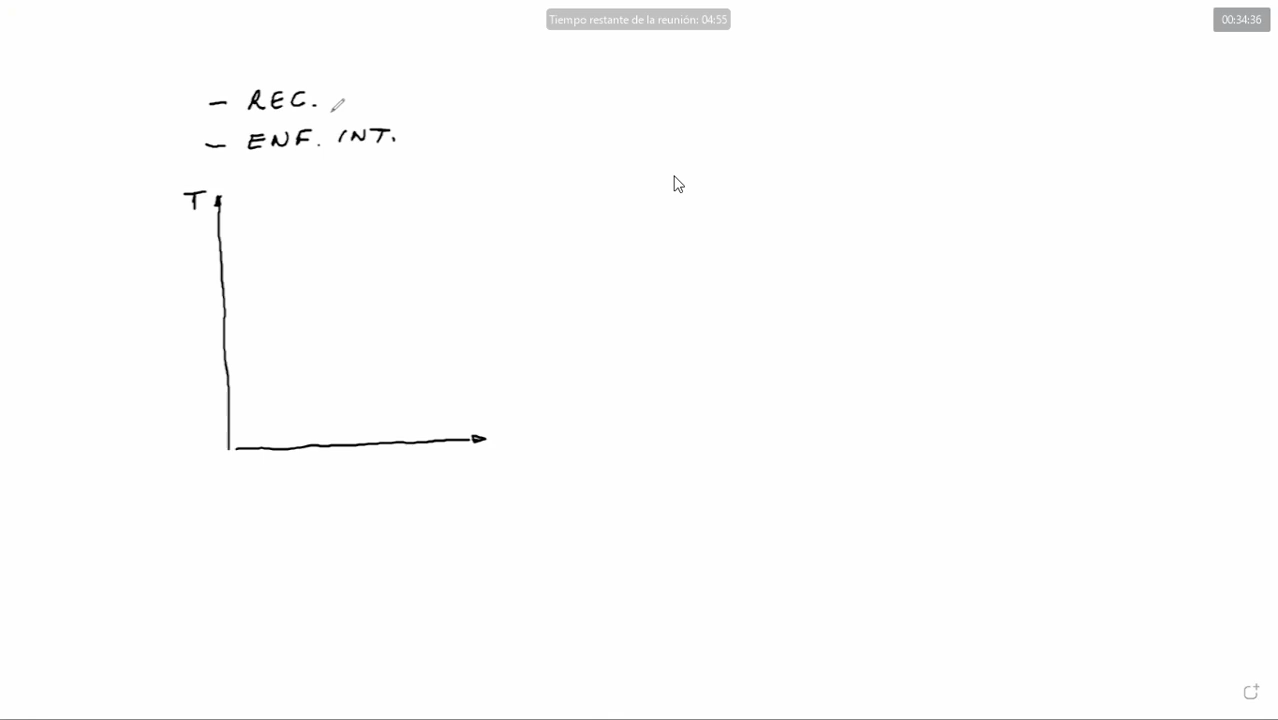 Tiempo restante de la reunión: 04:55
00:34:36
- REC.
- ENF. INT.
T